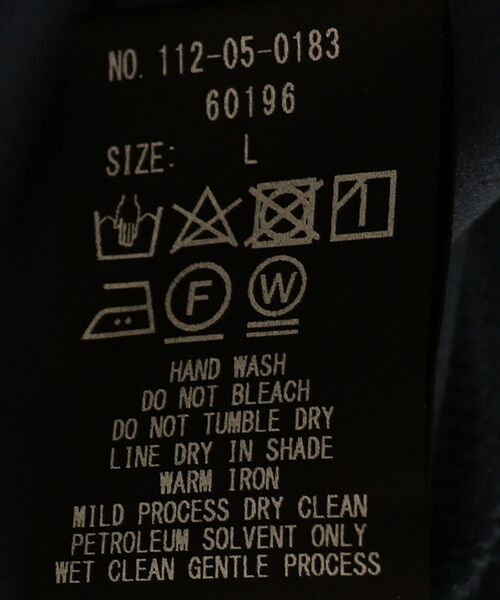 NO. 112-05-0183
60196
SIZE: L
F W
HAND WASH
DO NOT BLEACH
DO NOT TUMBLE DRY
LINE DRY IN SHADE
WARM IRON
MILD PROCESS DRY CLEAN
PETROLEUM SOLVENT ONLY
WET CLEAN GENTLE PROCESS